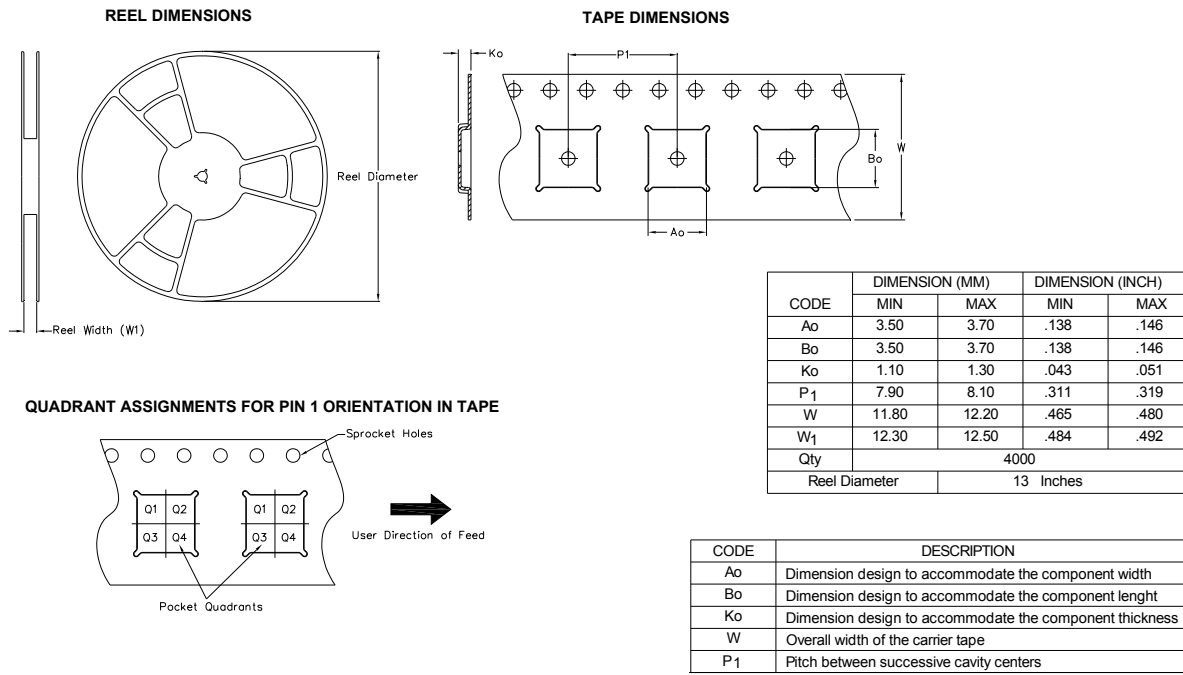 REEL DIMENSIONS
TAPE DIMENSIONS
Reel Diameter
Reel Width (W1)
Ko
P1
W
Bo
Ao
DIMENSION (MM) DIMENSION (INCH)
CODE MIN MAX MIN MAX
Ao 3.50 3.70 .138 .146
Bo 3.50 3.70 .138 .146
Ko 1.10 1.30 .043 .051
P1 7.90 8.10 .311 .319
W 11.80 12.20 .465 .480
W1 12.30 12.50 .484 .492
Qty 4000
Reel Diameter 13 Inches
QUADRANT ASSIGNMENTS FOR PIN 1 ORIENTATION IN TAPE
Sprocket Holes
Q1 Q2 Q1 Q2
Q3 Q4 Q3 Q4
User Direction of Feed
Pocket Quadrants
CODE DESCRIPTION
Ao Dimension design to accommodate the component width
Bo Dimension design to accommodate the component lenght
Ko Dimension design to accommodate the component thickness
W Overall width of the carrier tape
P1 Pitch between successive cavity centers